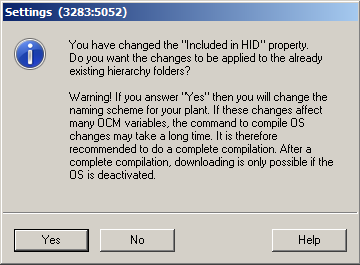 Settings (3283:5052)
You have changed the "Included in HID" property.
Do you want the changes to be applied to the already
existing hierarchy folders?
Warning! If you answer "Yes" then you will change the
naming scheme for your plant. If these changes affect
many OCM variables, the command to compile OS
changes may take a long time. It is therefore
recommended to do a complete compilation. After a
complete compilation, downloading is only possible if the
OS is deactivated.
Yes
No
Help